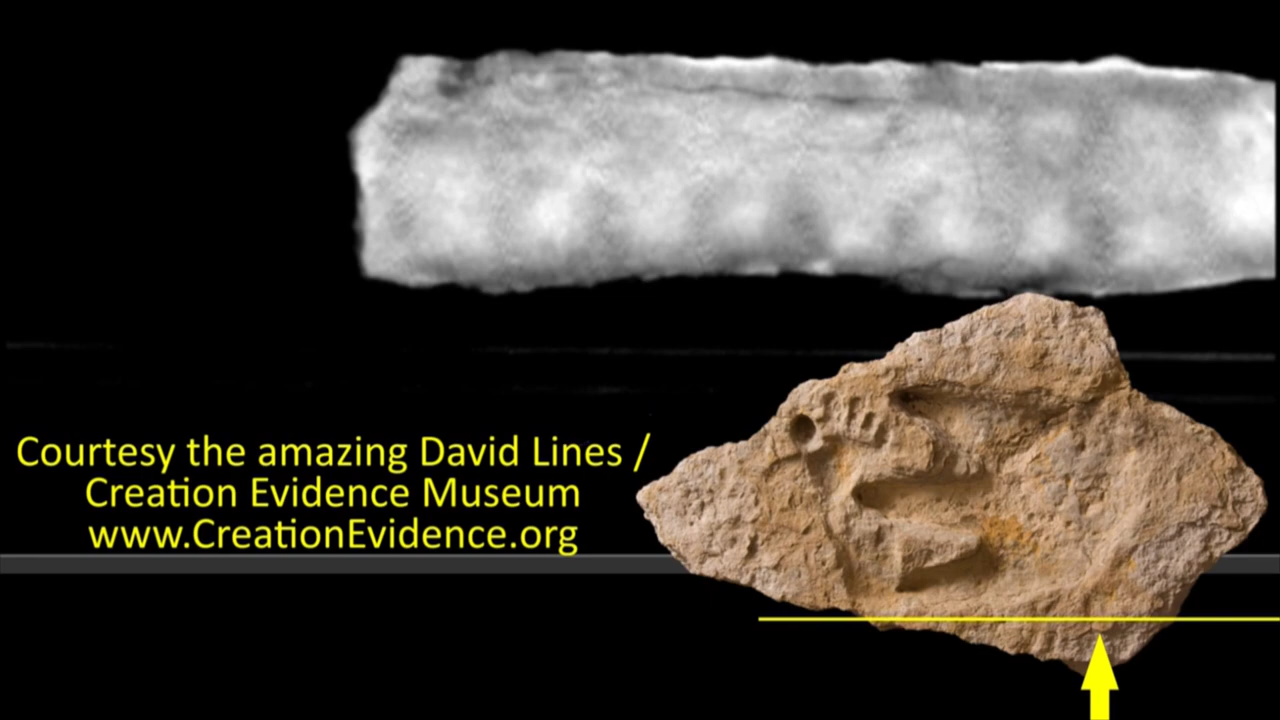 Courtesy the amazing David Lines /
Creation Evidence Museum
www.CreationEvidence.org